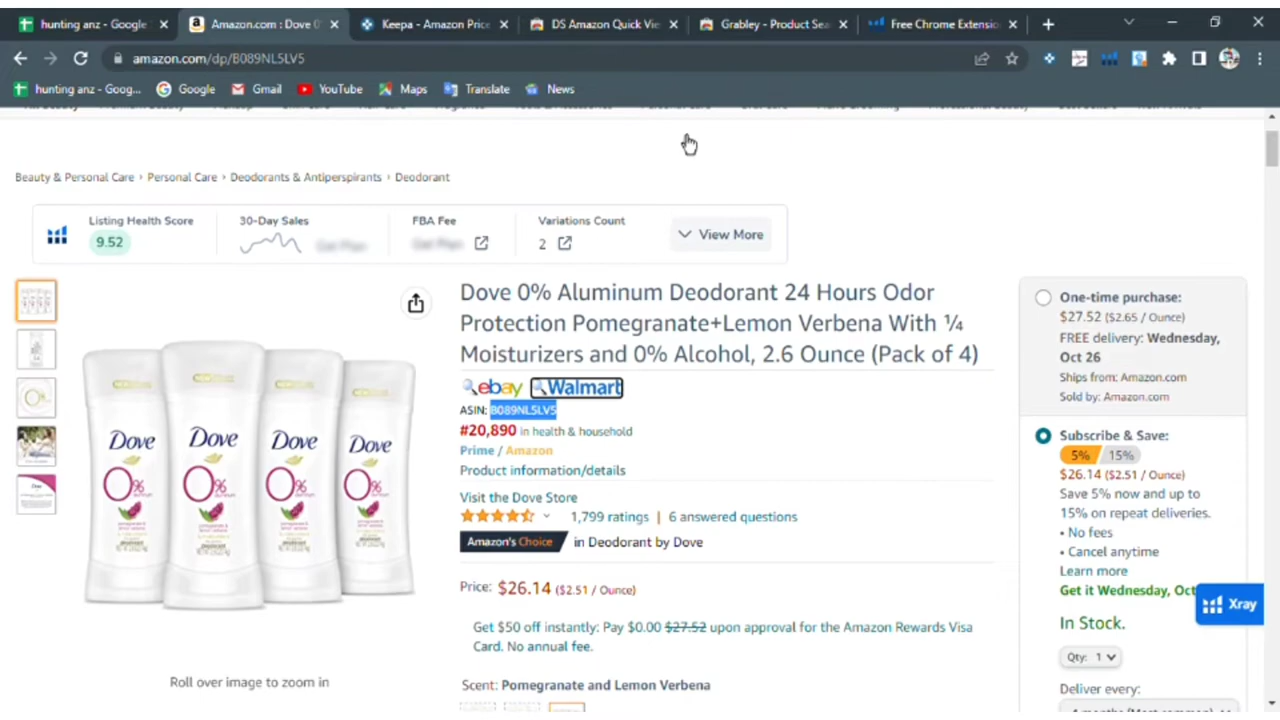 hunting anz - Google
Amazon.com : Dove 0
Keepa - Amazon Price
DS Amazon Quick Vie
Grabley - Product Sea
Free Chrome Extensio
amazon.com/dp/B089NL5LV5
hunting anz - Goog...
Google
Gmail
YouTube
Maps
Translate
News
Beauty & Personal Care › Personal Care › Deodorants & Antiperspirants › Deodorant
Listing Health Score
9.52
30-Day Sales
FBA Fee
Variations Count
2
View More
Dove 0% Aluminum Deodorant 24 Hours Odor
Protection Pomegranate+Lemon Verbena With ¼
Moisturizers and 0% Alcohol, 2.6 Ounce (Pack of 4)
ebay Walmart
ASIN: B089NL5LV5
#20,890 in health & household
Prime / Amazon
Product information/details
Visit the Dove Store
1,799 ratings | 6 answered questions
Amazon's Choice in Deodorant by Dove
Price: $26.14 ($2.51 / Ounce)
Get $50 off instantly: Pay $0.00 $27.52 upon approval for the Amazon Rewards Visa
Card. No annual fee.
Scent: Pomegranate and Lemon Verbena
Dove
0%
Dove
0%
Dove
0%
Dove
0%
Roll over image to zoom in
One-time purchase:
$27.52 ($2.65 / Ounce)
FREE delivery: Wednesday,
Oct 26
Ships from: Amazon.com
Sold by: Amazon.com
Subscribe & Save:
5% 15%
$26.14 ($2.51 / Ounce)
Save 5% now and up to
15% on repeat deliveries.
• No fees
• Cancel anytime
Learn more
Get it Wednesday, Oct
Xray
In Stock.
Qty: 1
Deliver every: